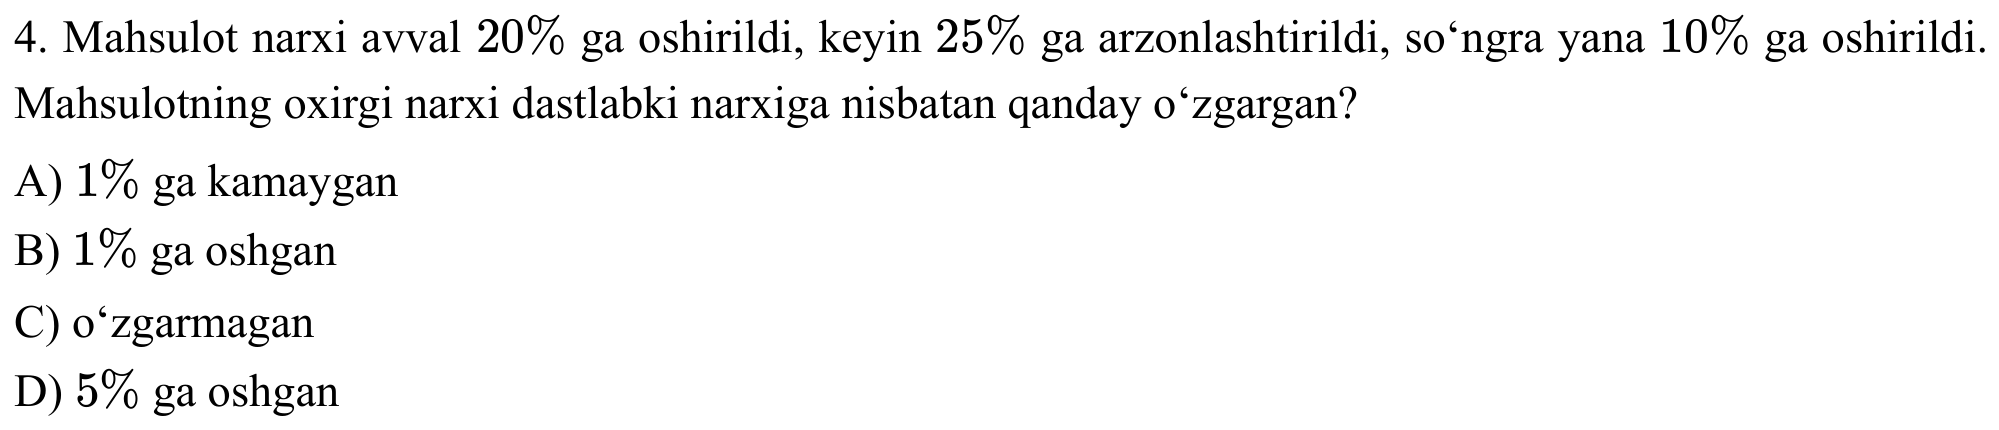 4. Mahsulot narxi avval 20% ga oshirildi, keyin 25% ga arzonlashtirildi, so‘ngra yana 10% ga oshirildi.
Mahsulotning oxirgi narxi dastlabki narxiga nisbatan qanday o‘zgargan?
A) 1% ga kamaygan
B) 1% ga oshgan
C) o‘zgarmagan
D) 5% ga oshgan